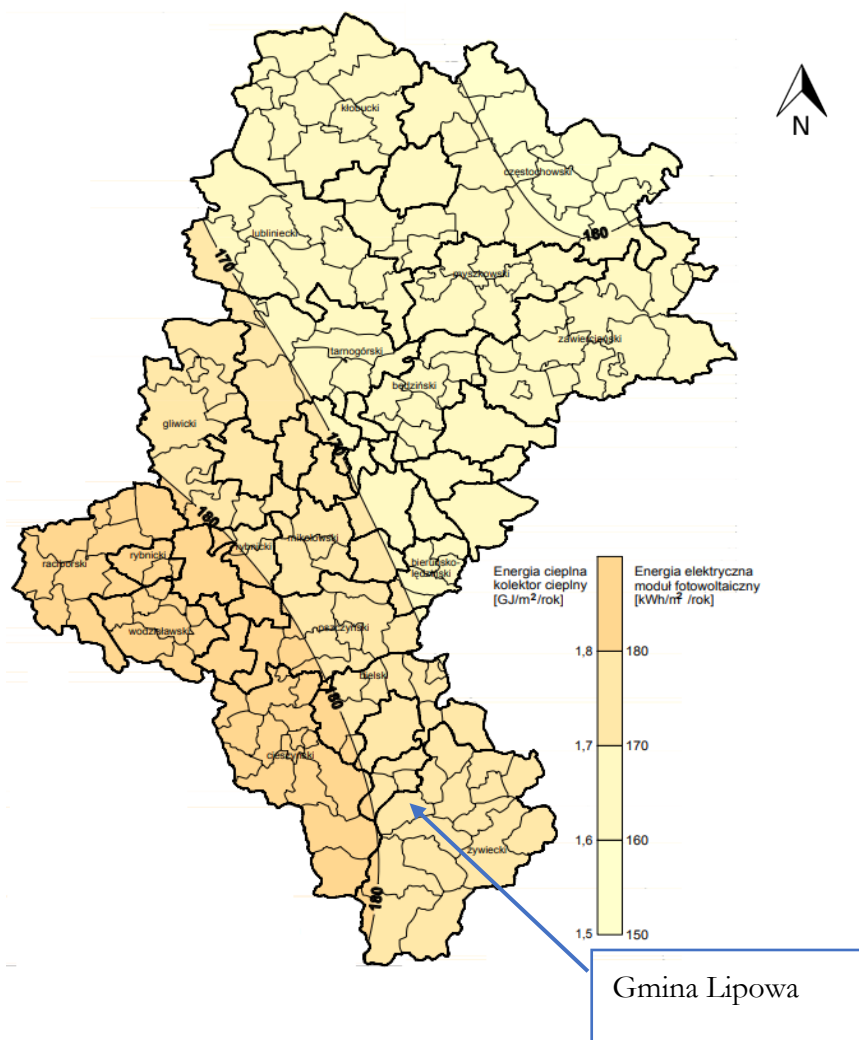 kłobucki
N
częstochowski
160
lubliniecki
170
myszkowski
zawierciański
tarnogórski
będziński
gliwicki
170
180
rybnicki
mikołowski
raciborski
rybnicki
bieruńsko-
lędziński
Energia cieplna
kolektor cieplny
[GJ/m²/rok]
Energia elektryczna
moduł fotowoltaiczny
[kWh/m² /rok]
wodzisławski
pszczyński
1,8 180
bielski
180
cieszyński
1,7 170
1,6 160
żywiecki
180
1,5 150
Gmina Lipowa